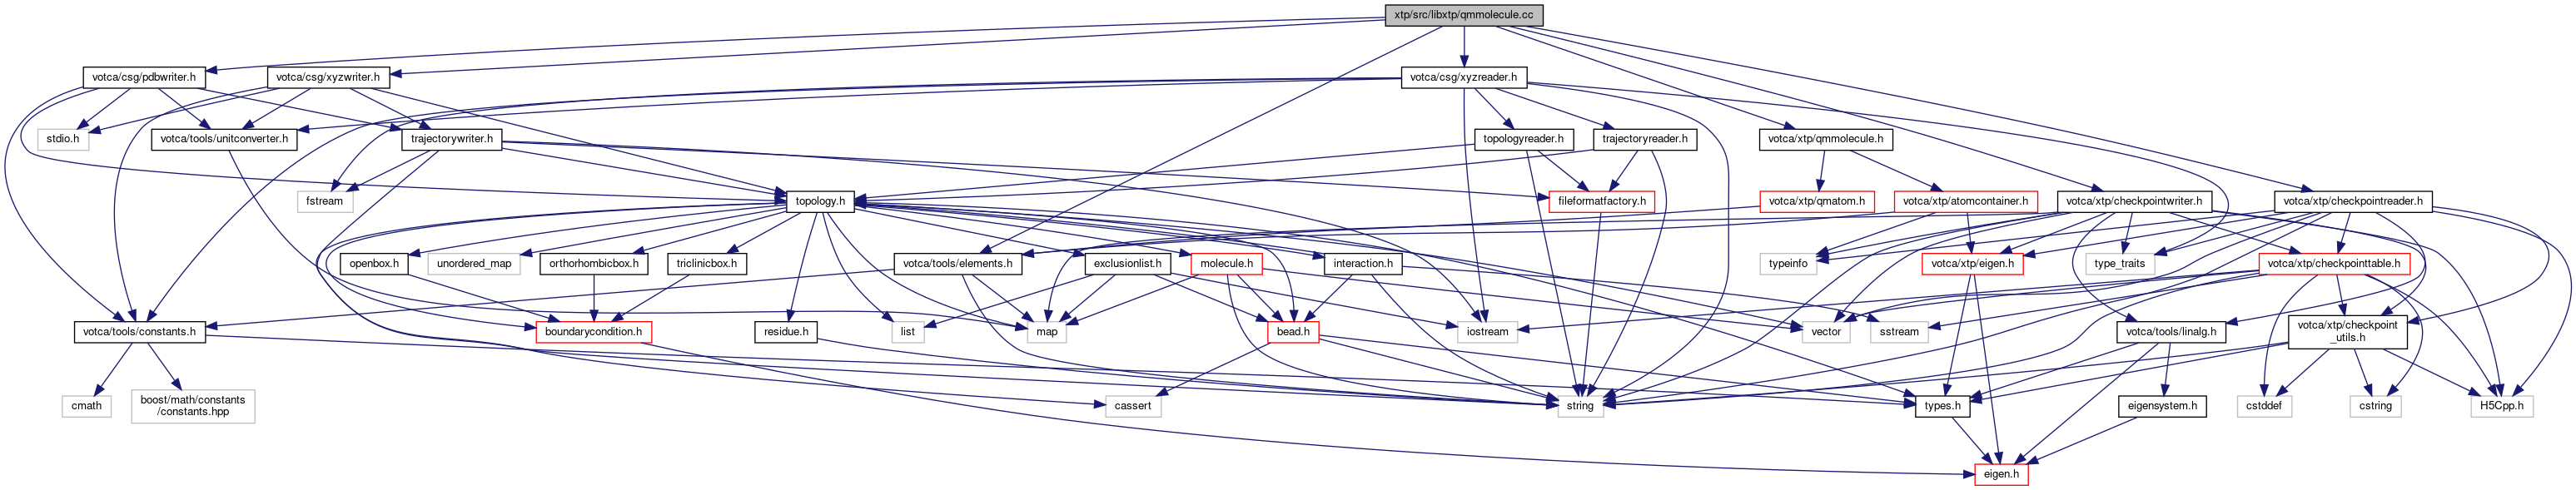 xtp/src/libxtp/qmmolecule.cc
votca/csg/pdbwriter.h
votca/csg/xyzwriter.h
votca/csg/xyzreader.h
stdio.h
votca/tools/unitconverter.h
trajectorywriter.h
topologyreader.h
trajectoryreader.h
votca/xtp/qmmolecule.h
fstream
topology.h
fileformatfactory.h
votca/xtp/qmatom.h
votca/xtp/atomcontainer.h
votca/xtp/checkpointwriter.h
votca/xtp/checkpointreader.h
openbox.h
unordered_map
orthorhombicbox.h
triclinicbox.h
votca/tools/elements.h
exclusionlist.h
molecule.h
interaction.h
typeinfo
votca/xtp/eigen.h
type_traits
votca/xtp/checkpointtable.h
votca/tools/constants.h
boundarycondition.h
residue.h
list
map
bead.h
iostream
vector
sstream
votca/tools/linalg.h
votca/xtp/checkpoint
_utils.h
cmath
boost/math/constants
/constants.hpp
cassert
string
types.h
eigensystem.h
cstddef
cstring
H5Cpp.h
eigen.h